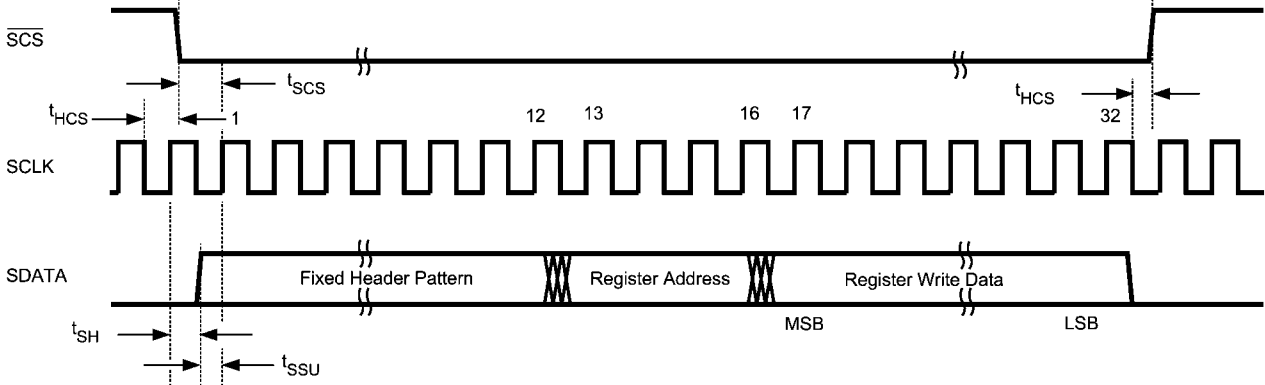 SCS
tSCS
tHCS
tHCS
1
12
13
16
17
32
SCLK
SDATA
Fixed Header Pattern
Register Address
Register Write Data
MSB
LSB
tSH
tSSU